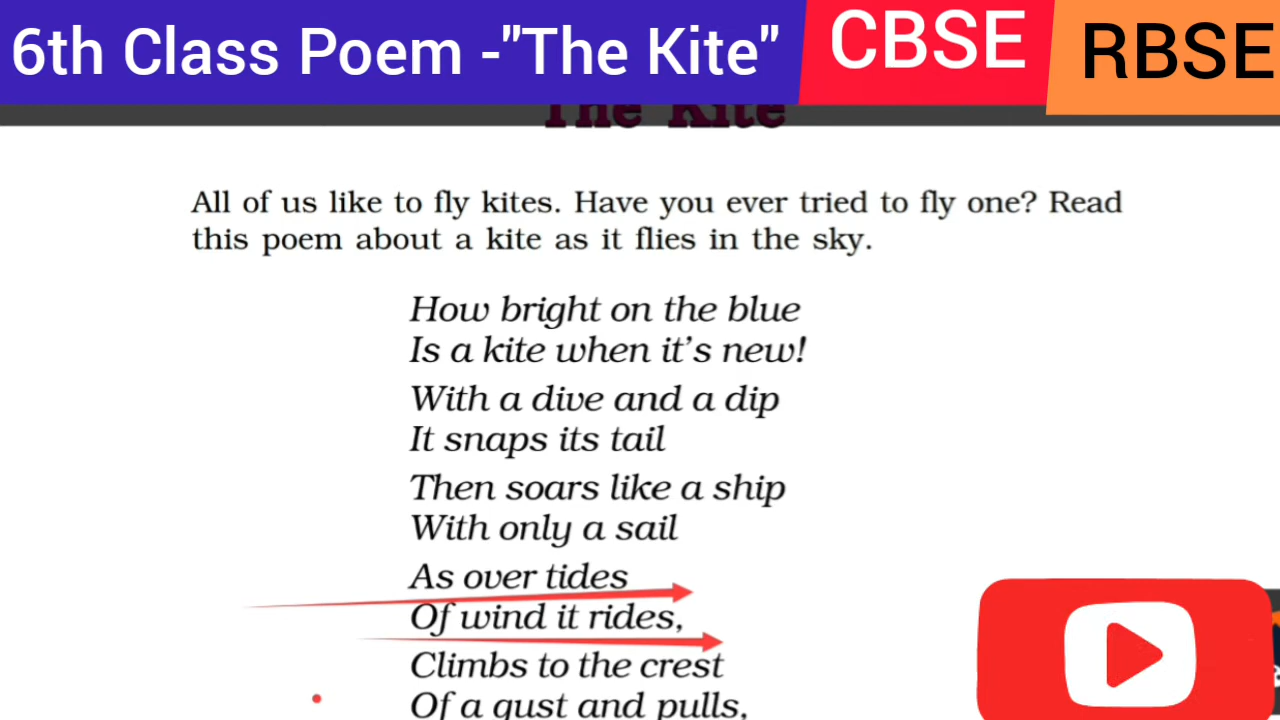 6th Class Poem -"The Kite" CBSE RBSE
The Kite
All of us like to fly kites. Have you ever tried to fly one? Read
this poem about a kite as it flies in the sky.
How bright on the blue
Is a kite when it's new!
With a dive and a dip
It snaps its tail
Then soars like a ship
With only a sail
As over tides
Of wind it rides,
Climbs to the crest
Of a gust and pulls,